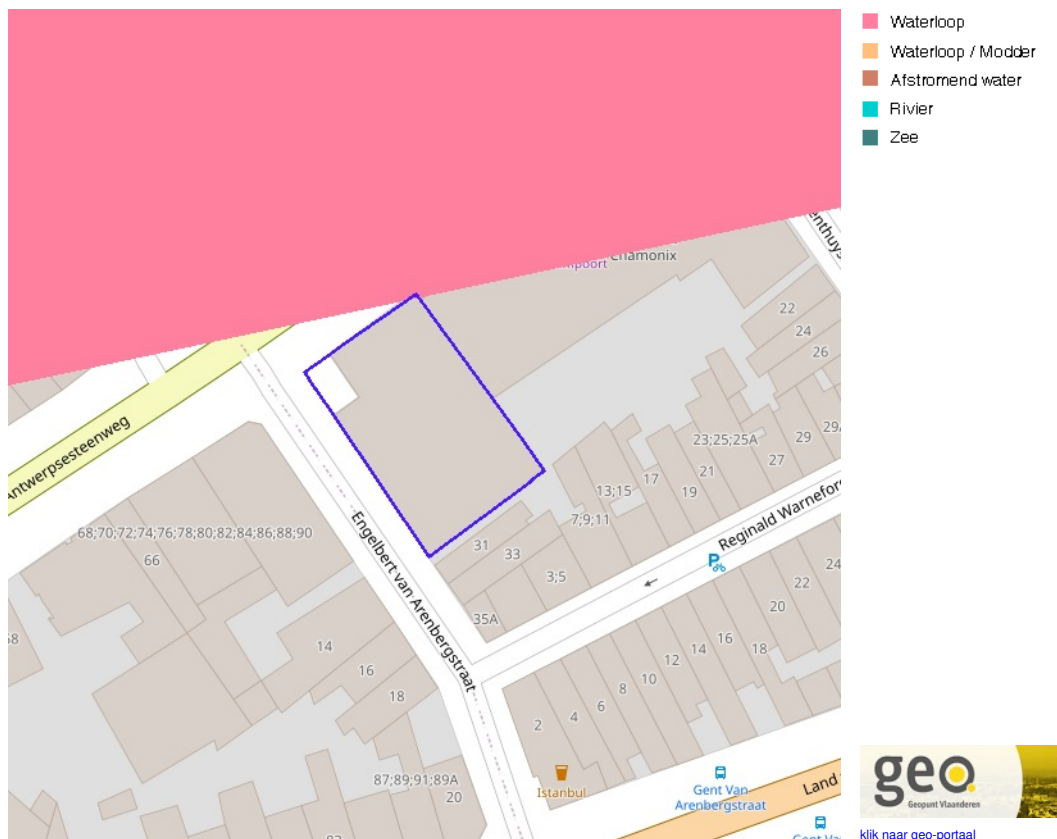 Waterloop
Waterloop / Modder
Afstromend water
Rivier
Zee
Chamonix
22
24
26
Antwerpsesteenweg
23;25;25A
29
27
21
17
19
13;15
7;9;11
68;70;72;74;76;78;80;82;84;86;88;90
66
Engelbert van Arenbergstraat
31
33
3;5
35A
Reginald Warnefor
P
24
22
20
18
16
14
12
10
8
6
4
2
14
16
18
87;89;91;89A
20
Istanbul
Gent Van
Arenbergstraat
Land
geo
Geopunt Vlaanderen
klik naar geo-portaal